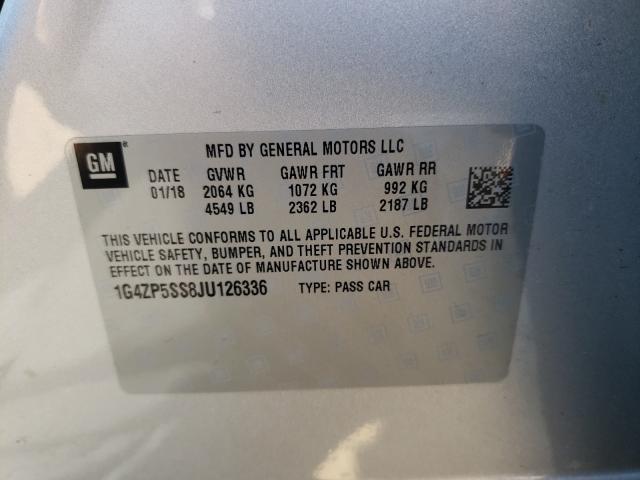 GM
MFD BY GENERAL MOTORS LLC
DATE GVWR GAWR FRT GAWR RR
01/18 2064 KG 1072 KG 992 KG
4549 LB 2362 LB 2187 LB
THIS VEHICLE CONFORMS TO ALL APPLICABLE U.S. FEDERAL MOTOR
VEHICLE SAFETY, BUMPER, AND THEFT PREVENTION STANDARDS IN
EFFECT ON THE DATE OF MANUFACTURE SHOWN ABOVE.
1G4ZP5SS8JU126336 TYPE: PASS CAR